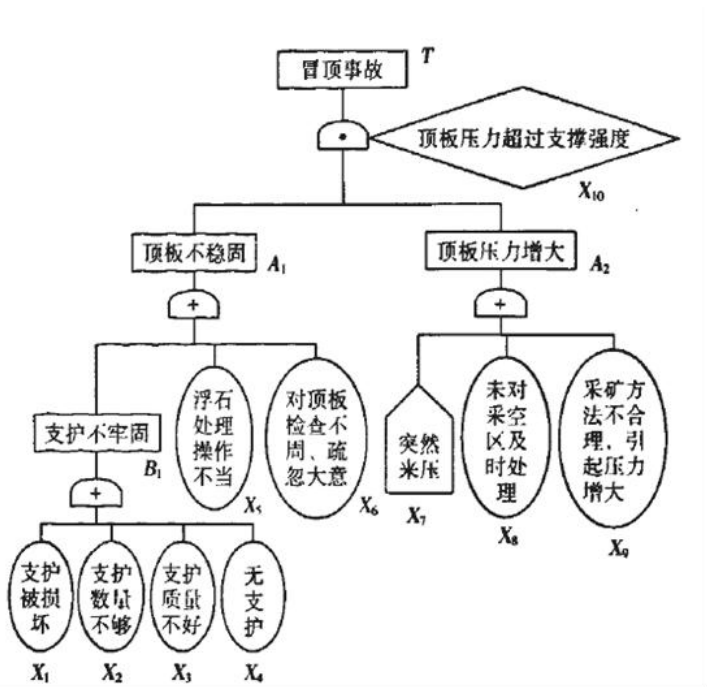 冒顶事故
T
·
顶板压力超过支撑强度
X10
顶板不稳固
A1
顶板压力增大
A2
+
+
支护不牢固
B1
浮石
处理
操作
不当
X5
对顶板
检查不
周、疏
忽大意
X6
突然
来压
X7
未对
采空
区及
时处
理
X8
采矿方
法不合
理，引
起压力
增大
X9
+
支护
被损
坏
X1
支护
数量
不够
X2
支护
质量
不好
X3
无
支
护
X4